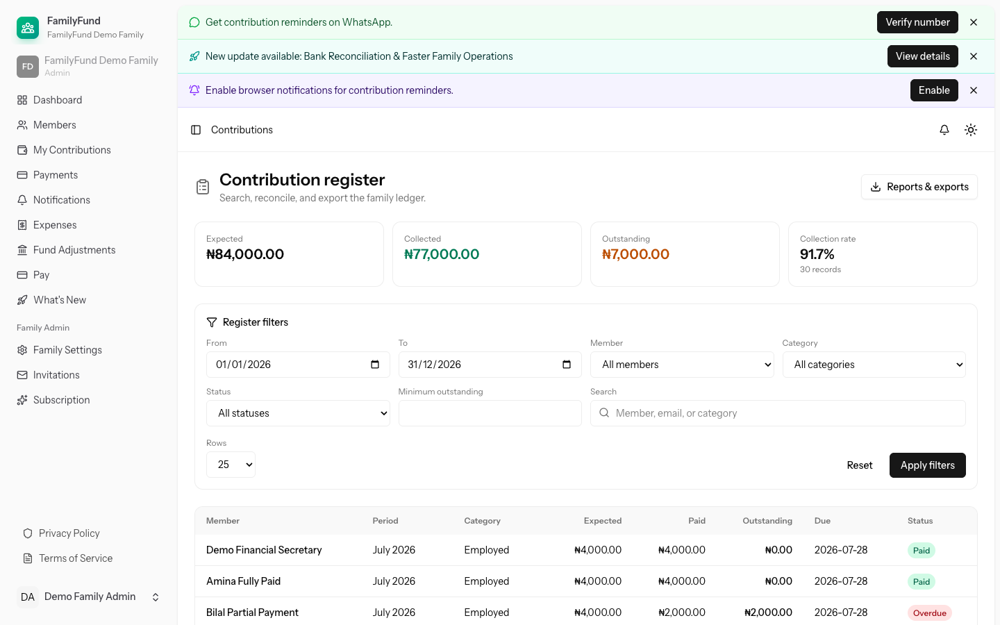 FamilyFund
FamilyFund Demo Family
FD
FamilyFund Demo Family
Admin
Dashboard
Members
My Contributions
Payments
Notifications
Expenses
Fund Adjustments
Pay
What's New
Family Admin
Family Settings
Invitations
Subscription
Privacy Policy
Terms of Service
DA Demo Family Admin
Get contribution reminders on WhatsApp.
Verify number
New update available: Bank Reconciliation & Faster Family Operations
View details
Enable browser notifications for contribution reminders.
Enable
Contributions
Contribution register
Search, reconcile, and export the family ledger.
Reports & exports
Expected
₦84,000.00
Collected
₦77,000.00
Outstanding
₦7,000.00
Collection rate
91.7%
30 records
Register filters
From
01/01/2026
To
31/12/2026
Member
All members
Category
All categories
Status
All statuses
Minimum outstanding
Search
Member, email, or category
Rows
25
Reset
Apply filters
Member Period Category Expected Paid Outstanding Due Status
Demo Financial Secretary July 2026 Employed ₦4,000.00 ₦4,000.00 ₦0.00 2026-07-28 Paid
Amina Fully Paid July 2026 Employed ₦4,000.00 ₦4,000.00 ₦0.00 2026-07-28 Paid
Bilal Partial Payment July 2026 Employed ₦4,000.00 ₦2,000.00 ₦2,000.00 2026-07-28 Overdue